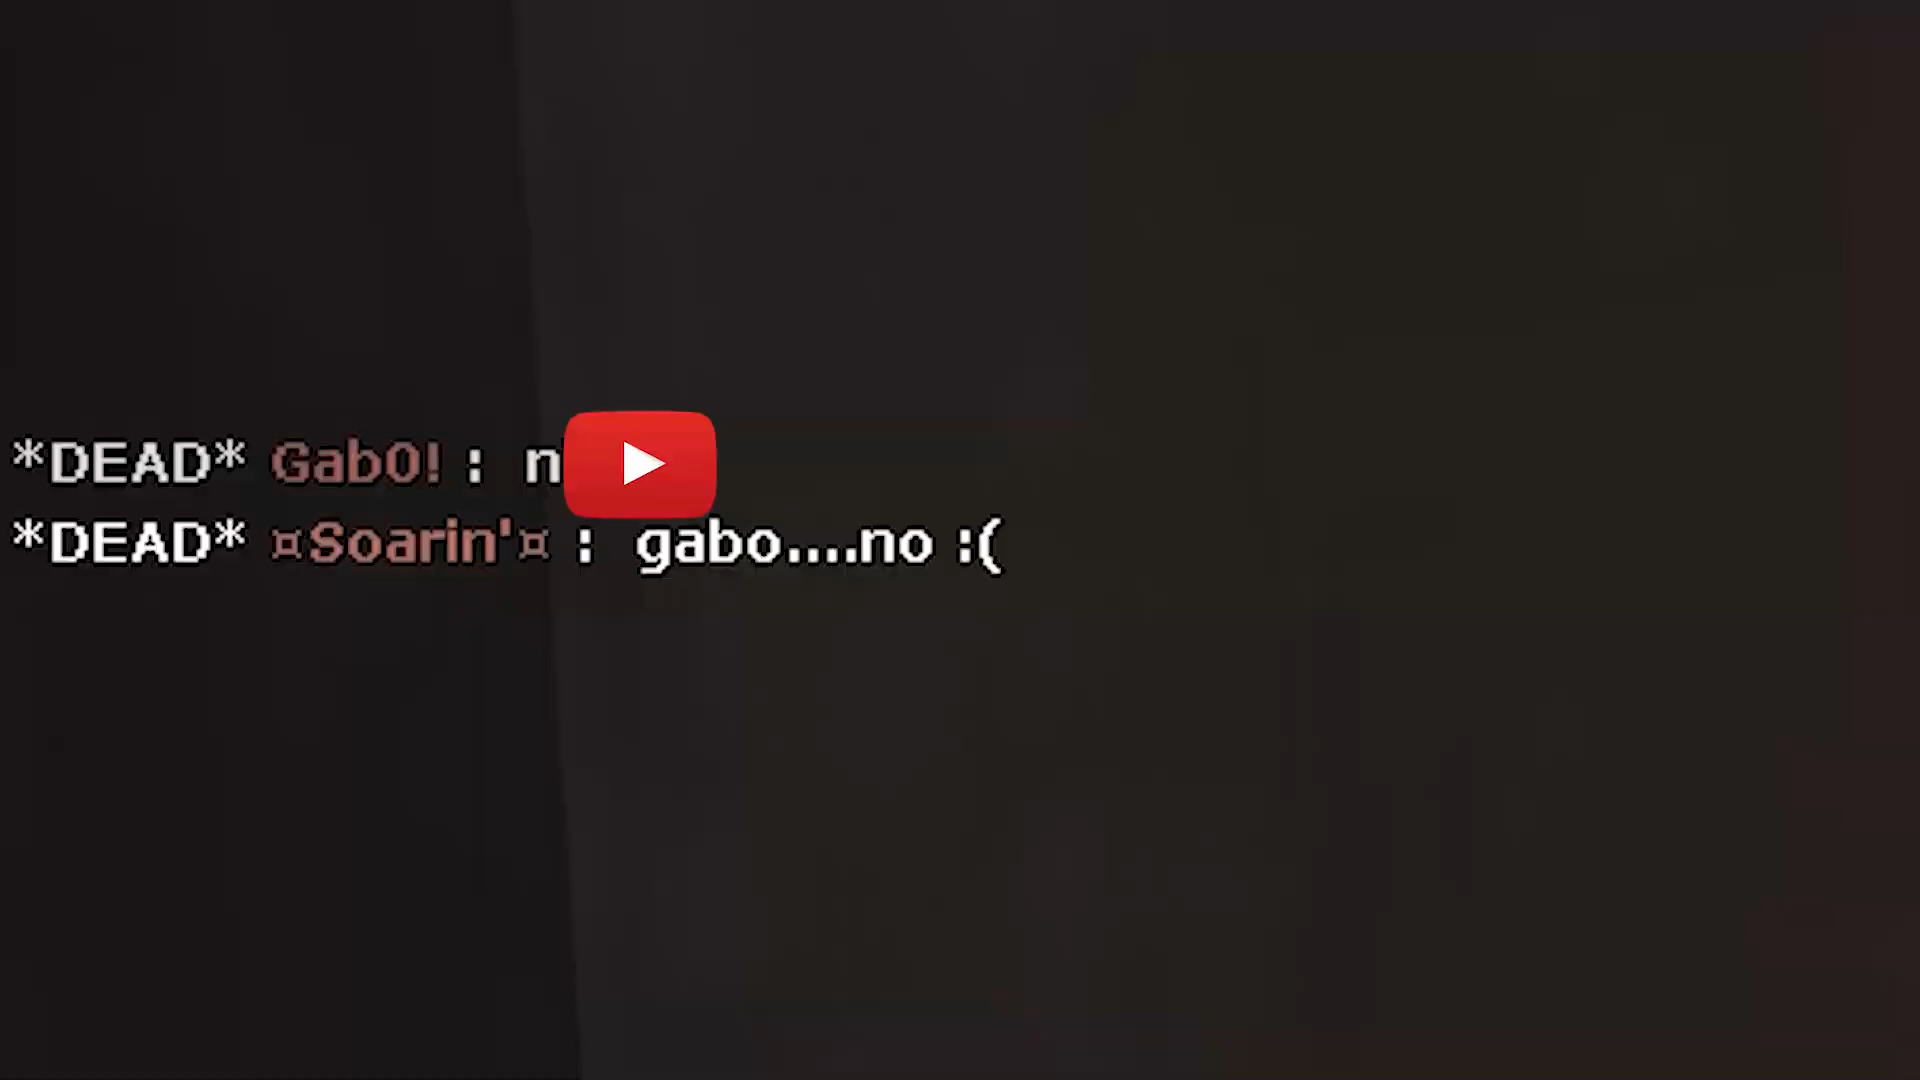 *DEAD* Gab0! : n
*DEAD* ¤Soarin'¤ : gabo....no :(